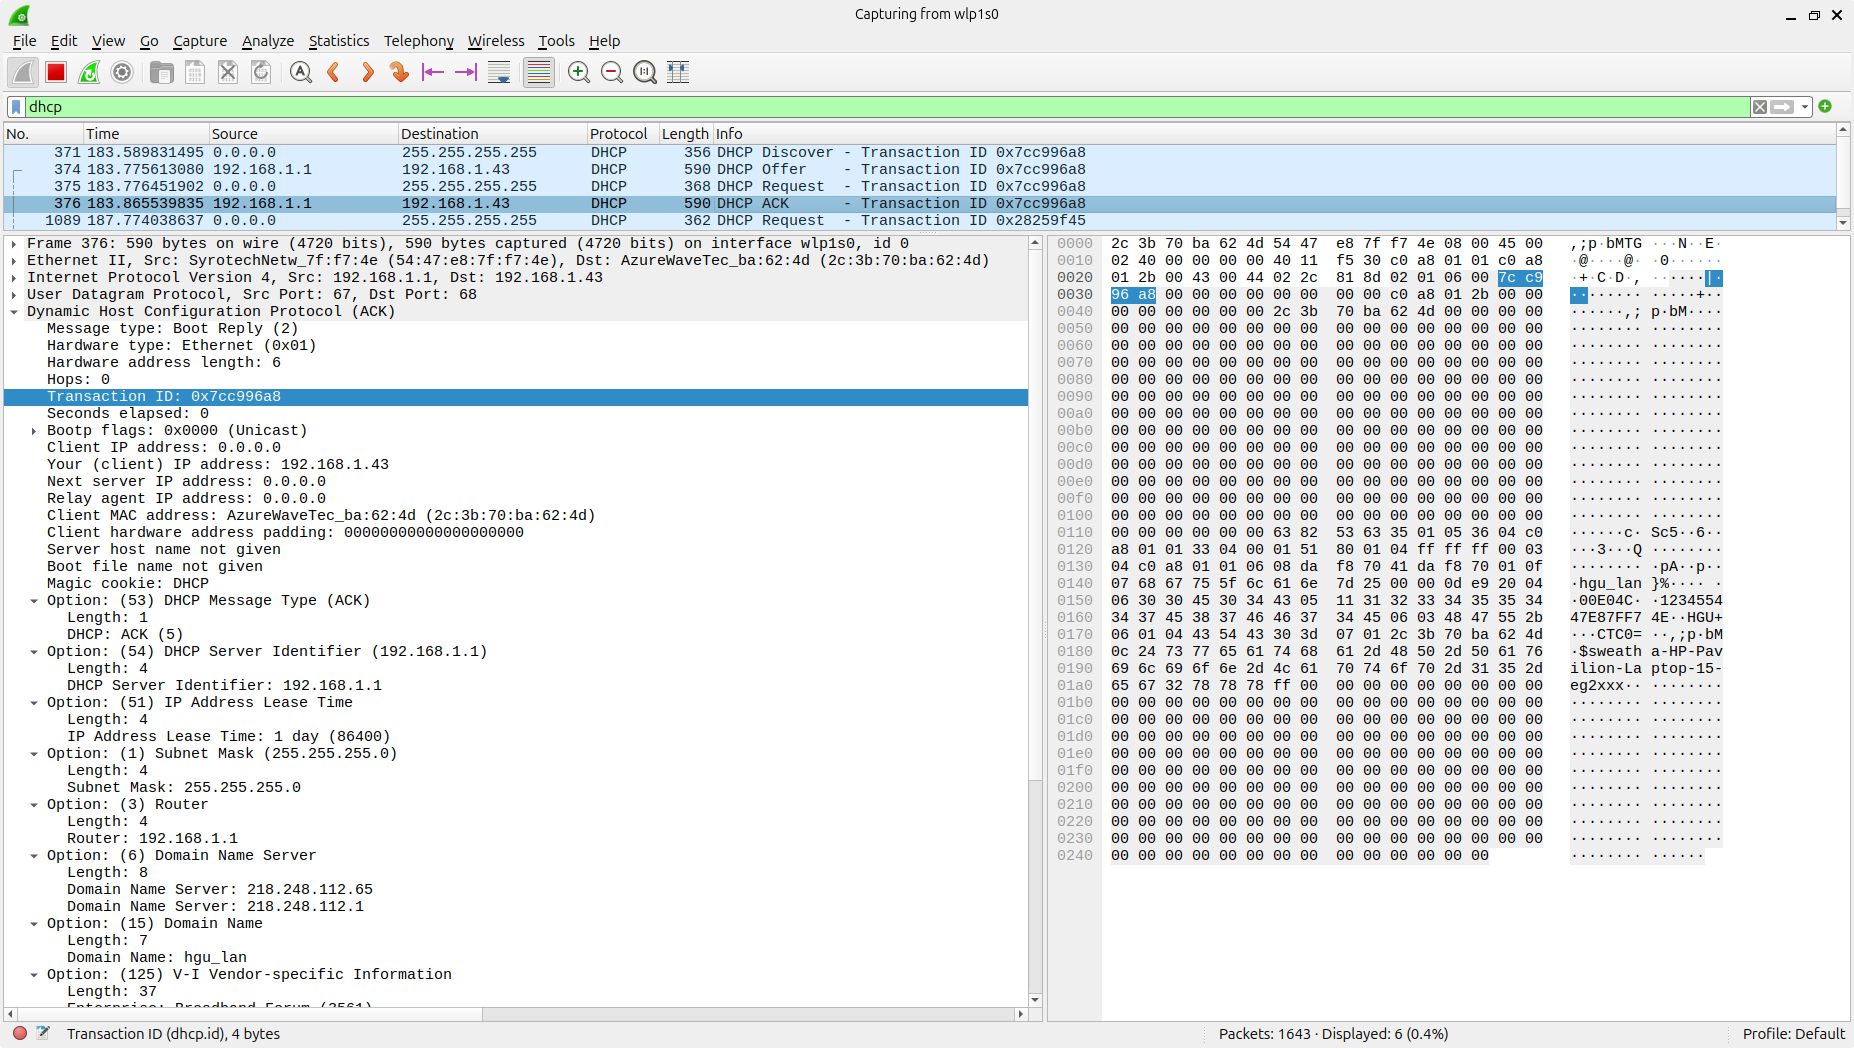 Capturing from wlp1s0
File Edit View Go Capture Analyze Statistics Telephony Wireless Tools Help
dhcp
No. Time Source Destination Protocol Length Info
371 183.589831495 0.0.0.0 255.255.255.255 DHCP 356 DHCP Discover - Transaction ID 0x7cc996a8
374 183.775613080 192.168.1.1 192.168.1.43 DHCP 590 DHCP Offer - Transaction ID 0x7cc996a8
375 183.776451902 0.0.0.0 255.255.255.255 DHCP 368 DHCP Request - Transaction ID 0x7cc996a8
376 183.865539835 192.168.1.1 192.168.1.43 DHCP 590 DHCP ACK - Transaction ID 0x7cc996a8
1089 187.774038637 0.0.0.0 255.255.255.255 DHCP 362 DHCP Request - Transaction ID 0x28259f45
Frame 376: 590 bytes on wire (4720 bits), 590 bytes captured (4720 bits) on interface wlp1s0, id 0
Ethernet II, Src: SyrotechNetw_7f:f7:4e (54:47:e8:7f:f7:4e), Dst: AzureWaveTec_ba:62:4d (2c:3b:70:ba:62:4d)
Internet Protocol Version 4, Src: 192.168.1.1, Dst: 192.168.1.43
User Datagram Protocol, Src Port: 67, Dst Port: 68
Dynamic Host Configuration Protocol (ACK)
Message type: Boot Reply (2)
Hardware type: Ethernet (0x01)
Hardware address length: 6
Hops: 0
Transaction ID: 0x7cc996a8
Seconds elapsed: 0
Bootp flags: 0x0000 (Unicast)
Client IP address: 0.0.0.0
Your (client) IP address: 192.168.1.43
Next server IP address: 0.0.0.0
Relay agent IP address: 0.0.0.0
Client MAC address: AzureWaveTec_ba:62:4d (2c:3b:70:ba:62:4d)
Client hardware address padding: 00000000000000000000
Server host name not given
Boot file name not given
Magic cookie: DHCP
Option: (53) DHCP Message Type (ACK)
Length: 1
DHCP: ACK (5)
Option: (54) DHCP Server Identifier (192.168.1.1)
Length: 4
DHCP Server Identifier: 192.168.1.1
Option: (51) IP Address Lease Time
Length: 4
IP Address Lease Time: 1 day (86400)
Option: (1) Subnet Mask (255.255.255.0)
Length: 4
Subnet Mask: 255.255.255.0
Option: (3) Router
Length: 4
Router: 192.168.1.1
Option: (6) Domain Name Server
Length: 8
Domain Name Server: 218.248.112.65
Domain Name Server: 218.248.112.1
Option: (15) Domain Name
Length: 7
Domain Name: hgu_lan
Option: (125) V-I Vendor-specific Information
Length: 37
0000 2c 3b 70 ba 62 4d 54 47 e8 7f f7 4e 08 00 45 00 ,;p·bMTG ···N··E·
0010 02 40 00 00 00 00 40 11 f5 30 c0 a8 01 01 c0 a8 ·@····@· ·0······
0020 01 2b 00 43 00 44 02 2c 81 8d 02 01 06 00 7c c9 ·+·C·D·, ······|·
0030 96 a8 00 00 00 00 00 00 00 00 c0 a8 01 2b 00 00 ········ ·····+··
0040 00 00 00 00 00 00 2c 3b 70 ba 62 4d 00 00 00 00 ······,; p·bM····
0050 00 00 00 00 00 00 00 00 00 00 00 00 00 00 00 00 ········ ········
0060 00 00 00 00 00 00 00 00 00 00 00 00 00 00 00 00 ········ ········
0070 00 00 00 00 00 00 00 00 00 00 00 00 00 00 00 00 ········ ········
0080 00 00 00 00 00 00 00 00 00 00 00 00 00 00 00 00 ········ ········
0090 00 00 00 00 00 00 00 00 00 00 00 00 00 00 00 00 ········ ········
00a0 00 00 00 00 00 00 00 00 00 00 00 00 00 00 00 00 ········ ········
00b0 00 00 00 00 00 00 00 00 00 00 00 00 00 00 00 00 ········ ········
00c0 00 00 00 00 00 00 00 00 00 00 00 00 00 00 00 00 ········ ········
00d0 00 00 00 00 00 00 00 00 00 00 00 00 00 00 00 00 ········ ········
00e0 00 00 00 00 00 00 00 00 00 00 00 00 00 00 00 00 ········ ········
00f0 00 00 00 00 00 00 00 00 00 00 00 00 00 00 00 00 ········ ········
0100 00 00 00 00 00 00 00 00 00 00 00 00 00 00 00 00 ········ ········
0110 00 00 00 00 00 00 63 82 53 63 35 01 05 36 04 c0 ······c· Sc5··6··
0120 a8 01 01 33 04 00 01 51 80 01 04 ff ff ff 00 03 ···3···Q ········
0130 04 c0 a8 01 01 06 08 da f8 70 41 da f8 70 01 0f ········ ·pA··p··
0140 07 68 67 75 5f 6c 61 6e 7d 25 00 00 0d e9 20 04 ·hgu_lan }%···· ·
0150 06 30 30 45 30 34 43 05 11 31 32 33 34 35 35 34 ·00E04C· ·1234554
0160 34 37 45 38 37 46 46 37 34 45 06 03 48 47 55 2b 47E87FF7 4E··HGU+
0170 06 01 04 43 54 43 30 3d 07 01 2c 3b 70 ba 62 4d ···CTC0= ··,;p·bM
0180 0c 24 73 77 65 61 74 68 61 2d 48 50 2d 50 61 76 ·$sweath a-HP-Pav
0190 69 6c 69 6f 6e 2d 4c 61 70 74 6f 70 2d 31 35 2d ilion-La ptop-15-
01a0 65 67 32 78 78 78 ff 00 00 00 00 00 00 00 00 00 eg2xxx·· ········
01b0 00 00 00 00 00 00 00 00 00 00 00 00 00 00 00 00 ········ ········
01c0 00 00 00 00 00 00 00 00 00 00 00 00 00 00 00 00 ········ ········
01d0 00 00 00 00 00 00 00 00 00 00 00 00 00 00 00 00 ········ ········
01e0 00 00 00 00 00 00 00 00 00 00 00 00 00 00 00 00 ········ ········
01f0 00 00 00 00 00 00 00 00 00 00 00 00 00 00 00 00 ········ ········
0200 00 00 00 00 00 00 00 00 00 00 00 00 00 00 00 00 ········ ········
0210 00 00 00 00 00 00 00 00 00 00 00 00 00 00 00 00 ········ ········
0220 00 00 00 00 00 00 00 00 00 00 00 00 00 00 00 00 ········ ········
0230 00 00 00 00 00 00 00 00 00 00 00 00 00 00 00 00 ········ ········
0240 00 00 00 00 00 00 00 00 00 00 00 00 00 00 ········ ······
Transaction ID (dhcp.id), 4 bytes
Packets: 1643 · Displayed: 6 (0.4%)
Profile: Default